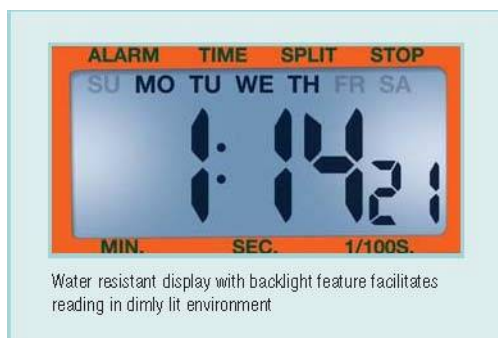 ALARM TIME SPLIT STOP
SU MO TU WE TH FR SA
1:14 21
MIN. SEC. 1/100S.
Water resistant display with backlight feature facilitates
reading in dimly lit environment